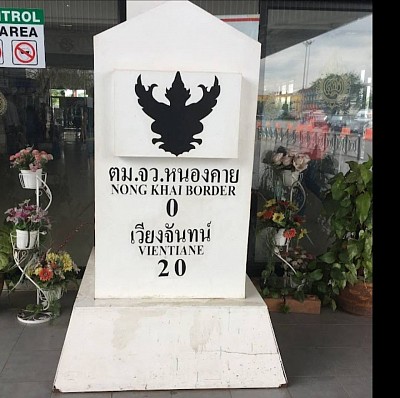 NTROL
AREA
ตม.จว.หนองคาย
NONG KHAI BORDER
0
เวียงจันทน์
VIENTIANE
20